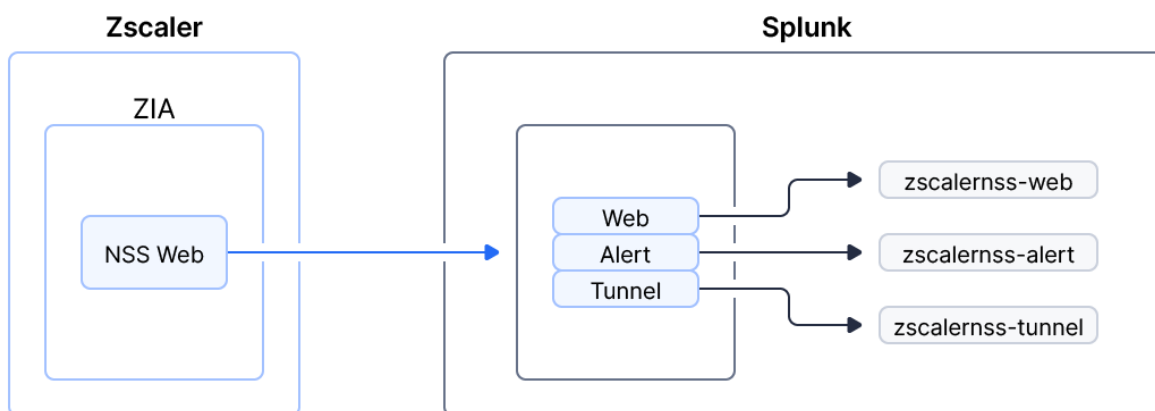 Zscaler
Splunk
ZIA
NSS Web
Web
Alert
Tunnel
zscalernss-web
zscalernss-alert
zscalernss-tunnel